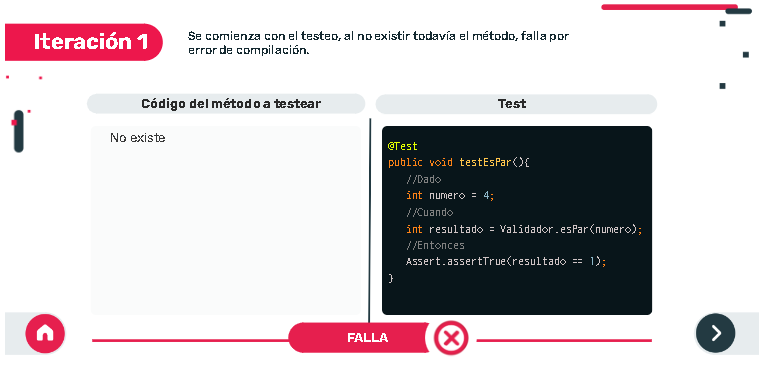 Iteración 1
Se comienza con el testeo, al no existir todavía el método, falla por
error de compilación.
Código del método a testear
Test
No existe
@Test
public void testEsPar(){
//Dado
int numero = 4;
//Cuando
int resultado = Validador.esPar(numero);
//Entonces
Assert.assertTrue(resultado == 1);
}
FALLA